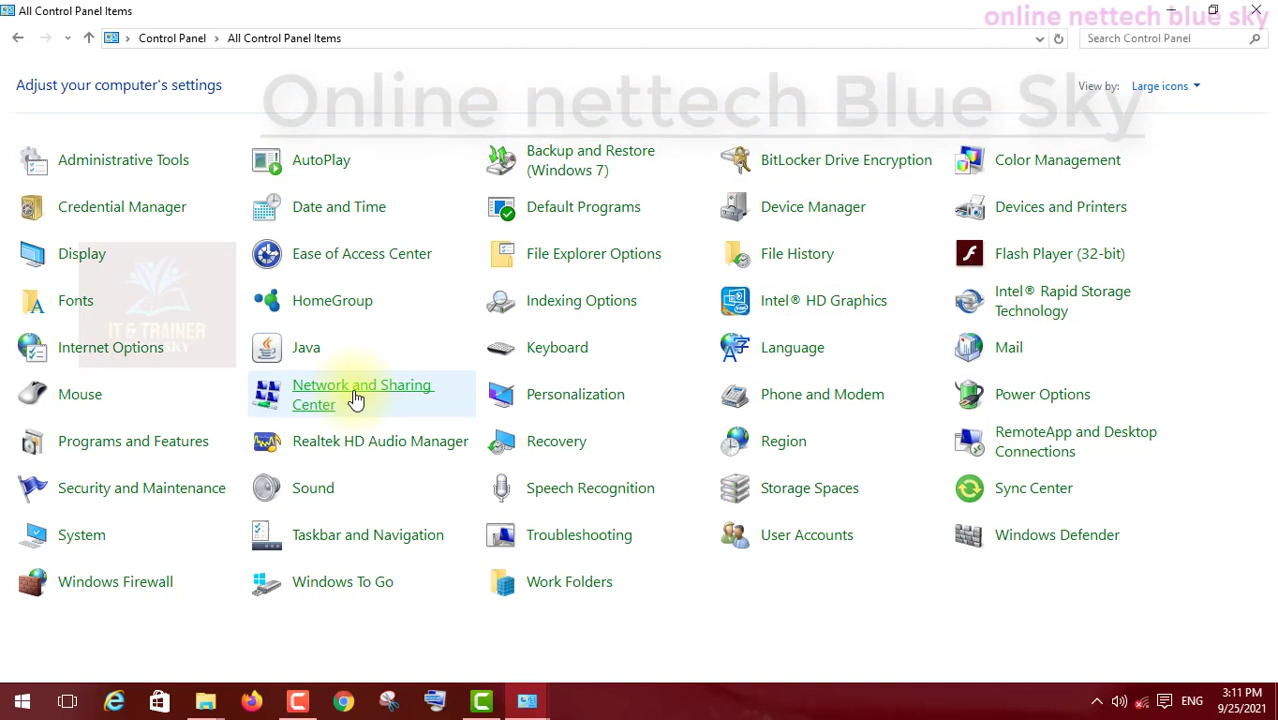 All Control Panel Items
online nettech blue sky
Control Panel
All Control Panel Items
Search Control Panel
Adjust your computer's settings
Online nettech Blue Sky
View by: Large icons
Administrative Tools
AutoPlay
Backup and Restore
(Windows 7)
BitLocker Drive Encryption
Color Management
Credential Manager
Date and Time
Default Programs
Device Manager
Devices and Printers
Display
Ease of Access Center
File Explorer Options
File History
Flash Player (32-bit)
Fonts
HomeGroup
Indexing Options
Intel® HD Graphics
Intel® Rapid Storage
Technology
IT & TRAINER
SKY
Internet Options
Java
Keyboard
Language
Mail
Mouse
Network and Sharing
Center
Personalization
Phone and Modem
Power Options
Programs and Features
Realtek HD Audio Manager
Recovery
Region
RemoteApp and Desktop
Connections
Security and Maintenance
Sound
Speech Recognition
Storage Spaces
Sync Center
System
Taskbar and Navigation
Troubleshooting
User Accounts
Windows Defender
Windows Firewall
Windows To Go
Work Folders
ENG
3:11 PM
9/25/2021